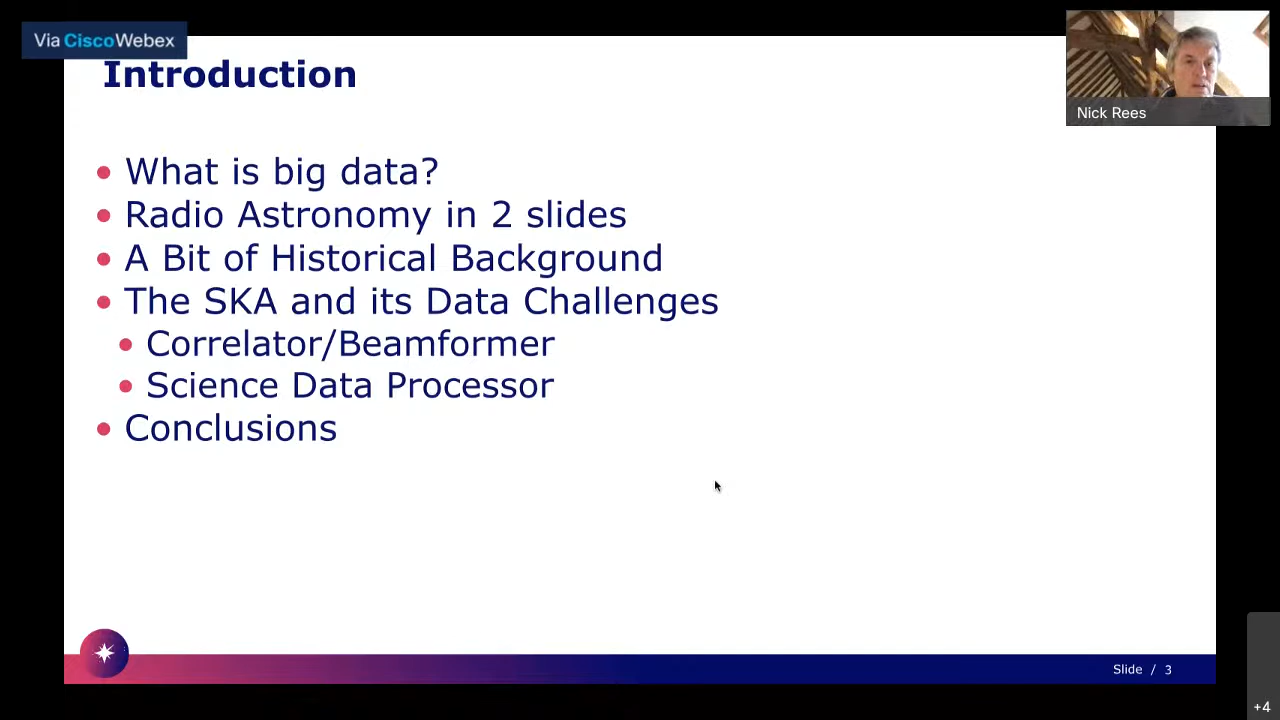 Via CiscoWebex
Introduction
Nick Rees
• What is big data?
• Radio Astronomy in 2 slides
• A Bit of Historical Background
• The SKA and its Data Challenges
• Correlator/Beamformer
• Science Data Processor
• Conclusions
Slide / 3
+4